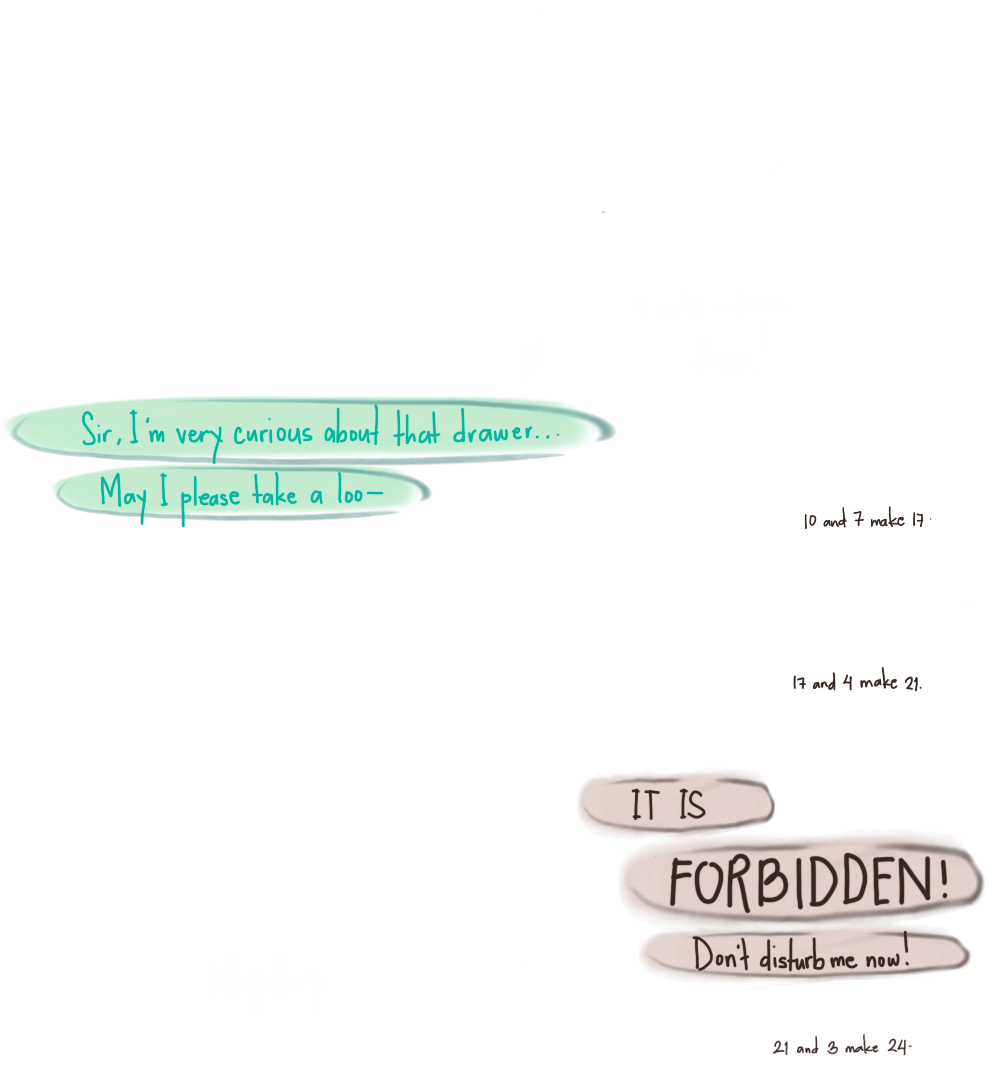 Sir, I'm very curious about that drawer...
May I please take a loo—
10 and 7 make 17.
17 and 4 make 21.
IT IS
FORBIDDEN!
Don't disturb me now!
21 and 3 make 24.